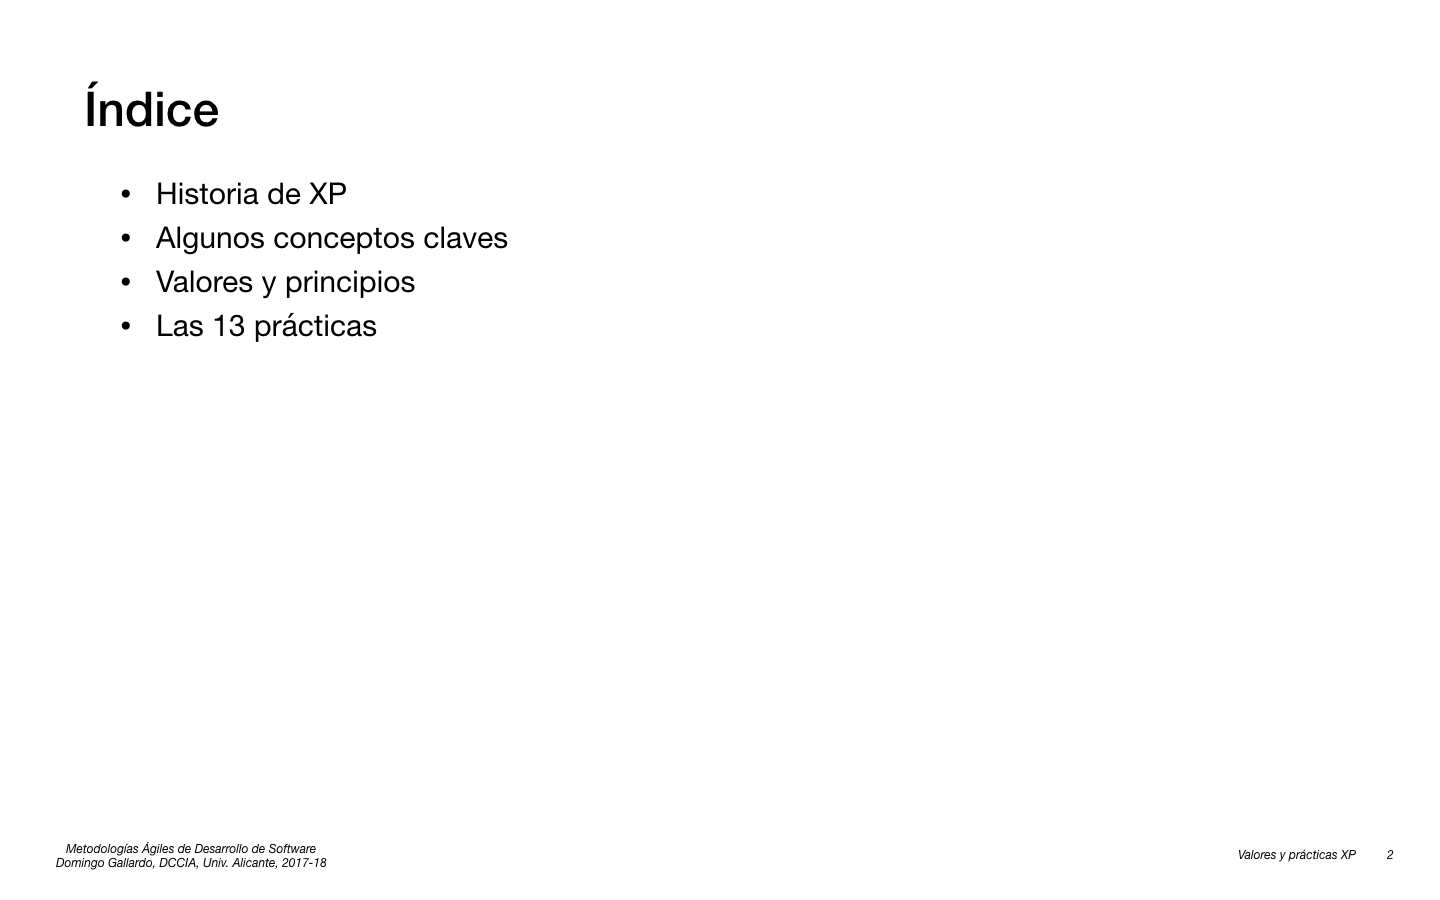 Índice
• Historia de XP
• Algunos conceptos claves
• Valores y principios
• Las 13 prácticas
Metodologías Ágiles de Desarrollo de Software
Domingo Gallardo, DCCIA, Univ. Alicante, 2017-18
Valores y prácticas XP 2